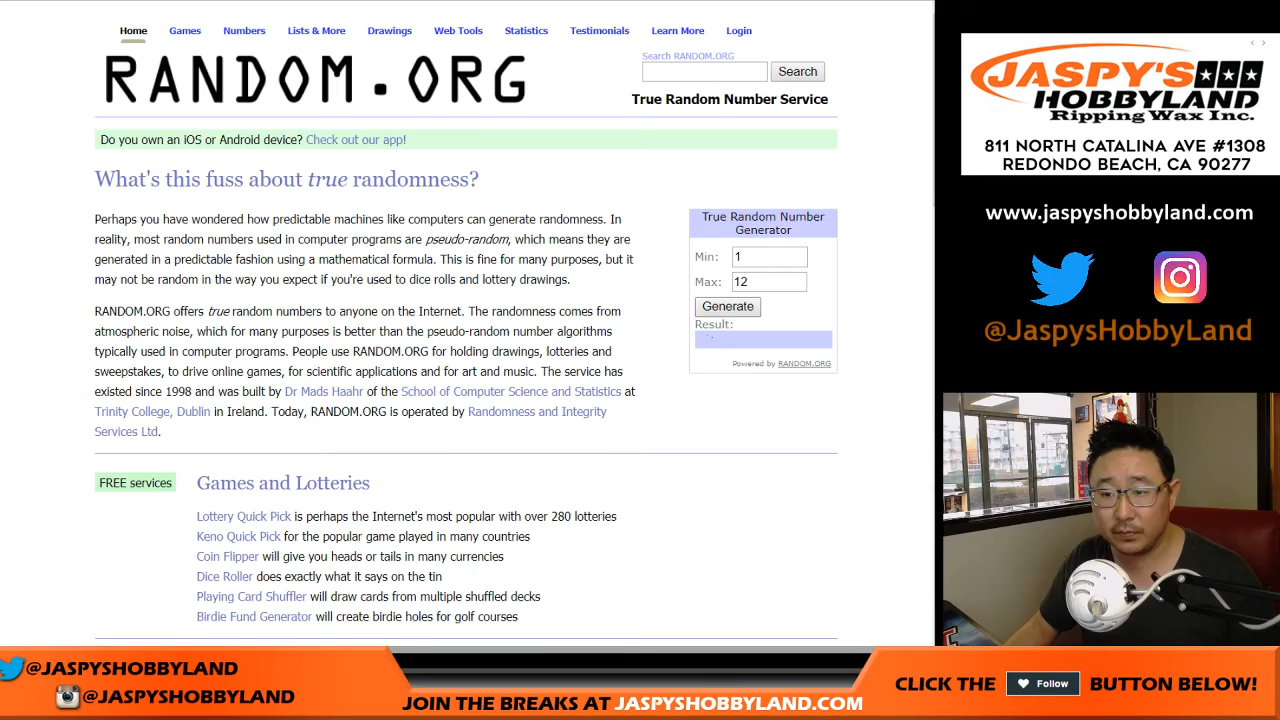 Home Games Numbers Lists & More Drawings Web Tools Statistics Testimonials Learn More Login
RANDOM.ORG
Search RANDOM.ORG
Search
True Random Number Service
Do you own an iOS or Android device? Check out our app!
What's this fuss about true randomness?
Perhaps you have wondered how predictable machines like computers can generate randomness. In
reality, most random numbers used in computer programs are pseudo-random, which means they are
generated in a predictable fashion using a mathematical formula. This is fine for many purposes, but it
may not be random in the way you expect if you're used to dice rolls and lottery drawings.
RANDOM.ORG offers true random numbers to anyone on the Internet. The randomness comes from
atmospheric noise, which for many purposes is better than the pseudo-random number algorithms
typically used in computer programs. People use RANDOM.ORG for holding drawings, lotteries and
sweepstakes, to drive online games, for scientific applications and for art and music. The service has
existed since 1998 and was built by Dr Mads Haahr of the School of Computer Science and Statistics at
Trinity College, Dublin in Ireland. Today, RANDOM.ORG is operated by Randomness and Integrity
Services Ltd.
True Random Number
Generator
Min: 1
Max: 12
Generate
Result:
Powered by RANDOM.ORG
FREE services
Games and Lotteries
Lottery Quick Pick is perhaps the Internet's most popular with over 280 lotteries
Keno Quick Pick for the popular game played in many countries
Coin Flipper will give you heads or tails in many currencies
Dice Roller does exactly what it says on the tin
Playing Card Shuffler will draw cards from multiple shuffled decks
Birdie Fund Generator will create birdie holes for golf courses
JASPY'S
HOBBYLAND
Ripping Wax Inc.
811 NORTH CATALINA AVE #1308
REDONDO BEACH, CA 90277
www.jaspyshobbyland.com
@JaspysHobbyLand
@JASPYSHOBBYLAND
@JASPYSHOBBYLAND
JOIN THE BREAKS AT JASPYSHOBBYLAND.COM
CLICK THE Follow BUTTON BELOW!